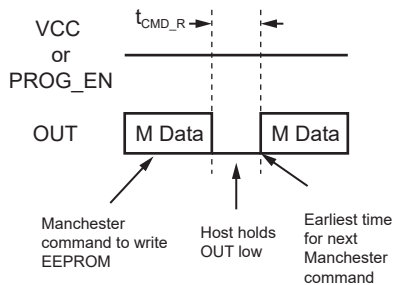 VCC
or
PROG_EN
tCMD_R
OUT
M Data
M Data
Manchester
command to write
EEPROM
Host holds
OUT low
Earliest time
for next
Manchester
command